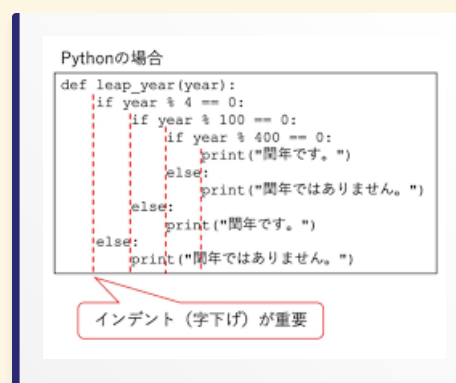 Pythonの場合
def leap_year(year):
    if year % 4 == 0:
        if year % 100 == 0:
            if year % 400 == 0:
                print("閏年です。")
            else:
                print("閏年ではありません。")
        else:
            print("閏年です。")
    else:
        print("閏年ではありません。")
インデント（字下げ）が重要